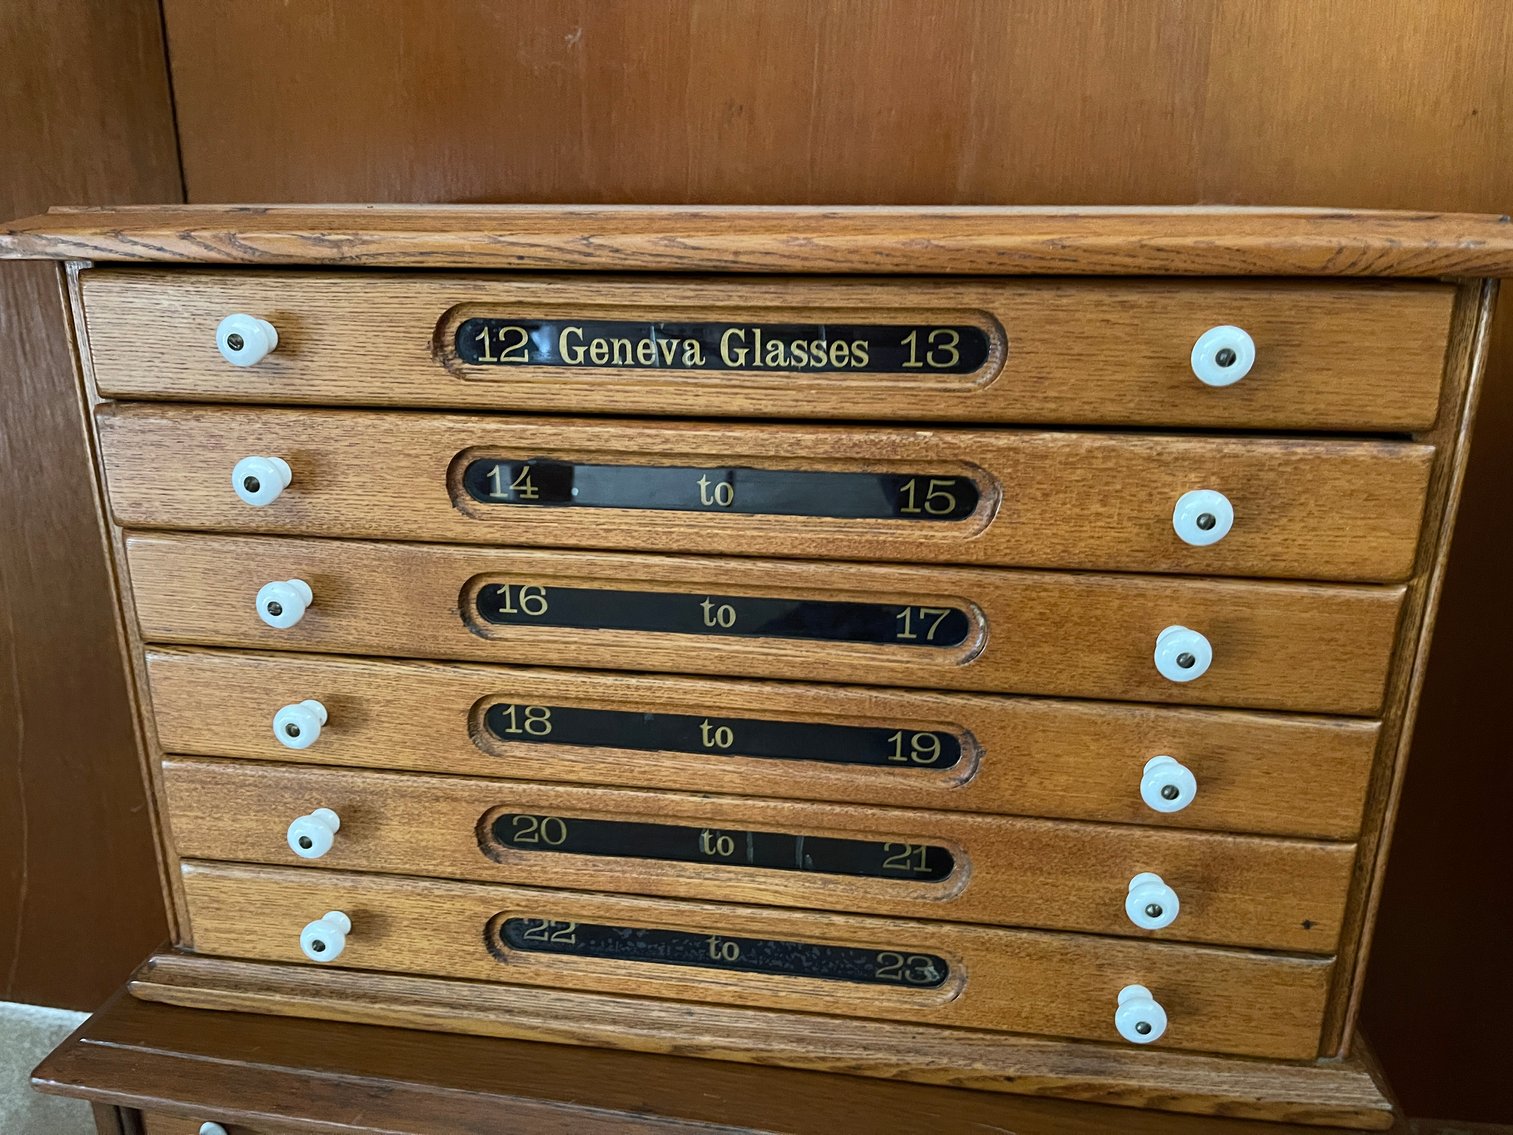 12 Geneva Glasses 13
14 to 15
16 to 17
18 to 19
20 to 21
22 to 23